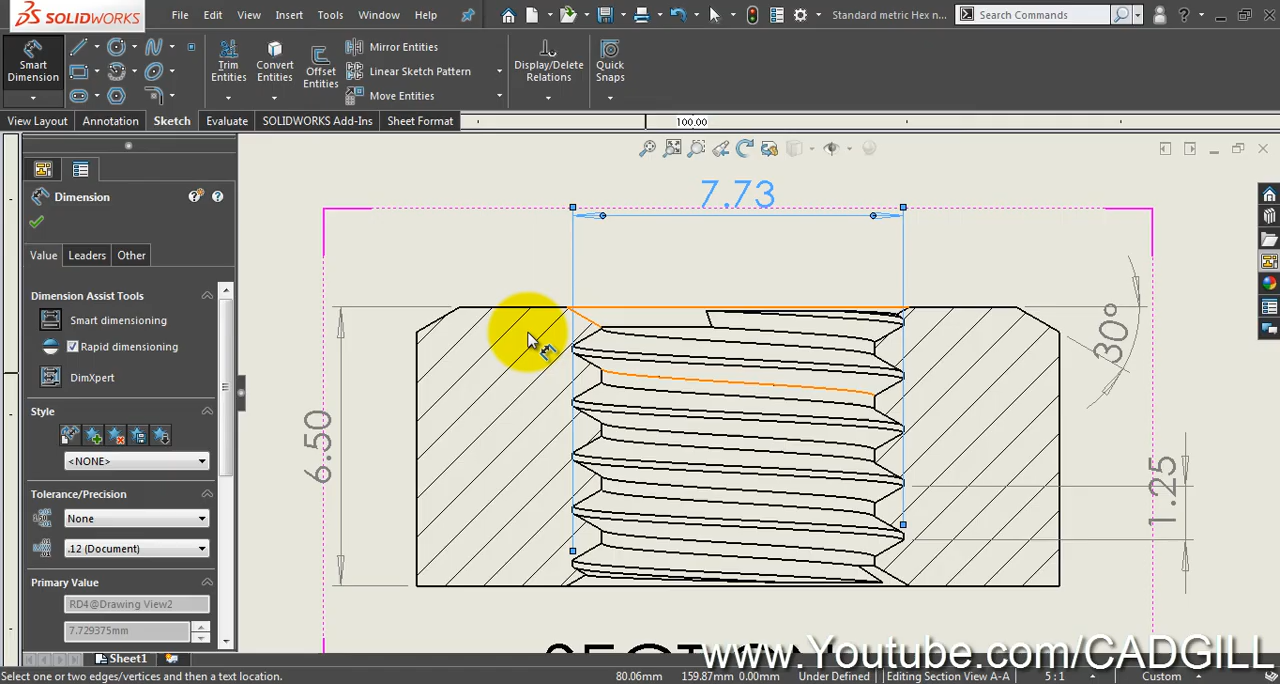 SOLIDWORKS
File Edit View Insert Tools Window Help
Standard metric Hex n...
Search Commands
Smart Dimension
Trim Entities
Convert Entities
Offset Entities
Mirror Entities
Linear Sketch Pattern
Move Entities
Display/Delete Relations
Quick Snaps
View Layout Annotation Sketch Evaluate SOLIDWORKS Add-Ins Sheet Format
100.00
Dimension
Value Leaders Other
Dimension Assist Tools
Smart dimensioning
Rapid dimensioning
DimXpert
Style
<NONE>
Tolerance/Precision
None
.12 (Document)
Primary Value
RD4@Drawing View2
7.729375mm
7.73
6.50
30°
1.25
www.Youtube.com/CADGILL
Sheet1
Select one or two edges/vertices and then a text location.
80.06mm 159.87mm 0.00mm Under Defined Editing Section View A-A 5 : 1 Custom